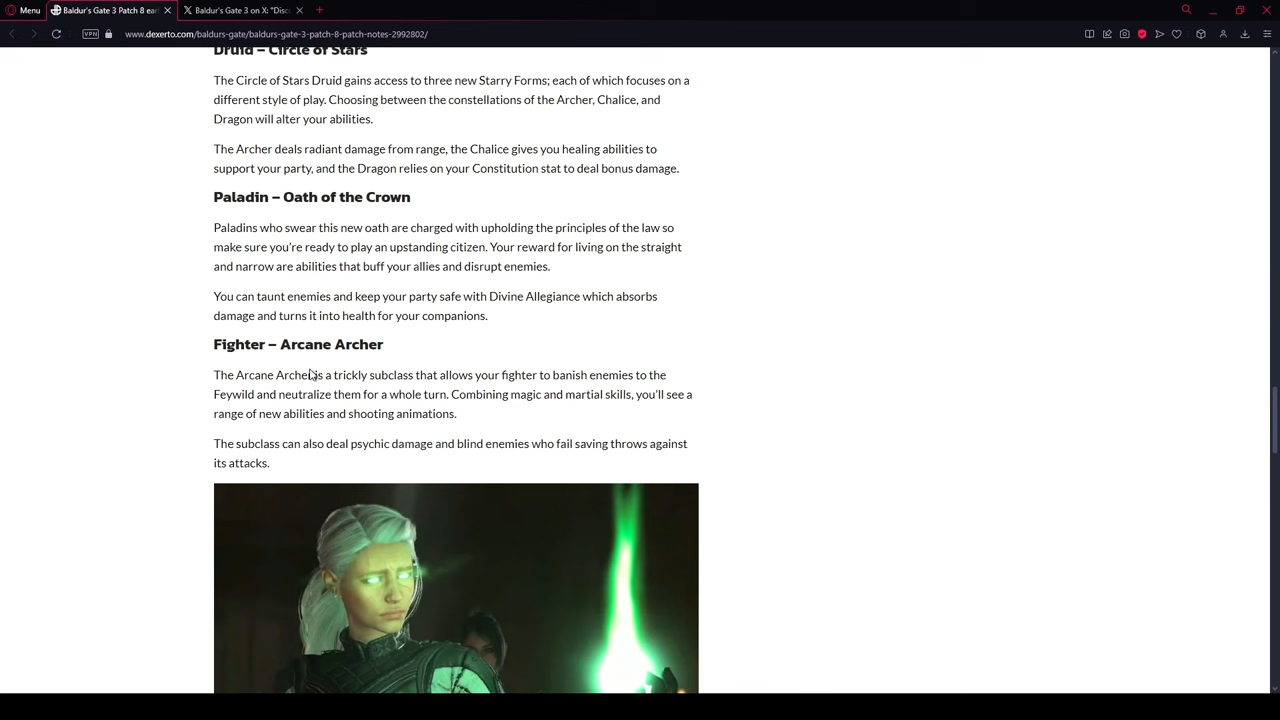 Menu
Baldur's Gate 3 Patch 8 earl
Baldur's Gate 3 on X: "Disc
VPN
www.dexerto.com/baldurs-gate/baldurs-gate-3-patch-8-patch-notes-2992802/
Druid – Circle of Stars
The Circle of Stars Druid gains access to three new Starry Forms; each of which focuses on a
different style of play. Choosing between the constellations of the Archer, Chalice, and
Dragon will alter your abilities.
The Archer deals radiant damage from range, the Chalice gives you healing abilities to
support your party, and the Dragon relies on your Constitution stat to deal bonus damage.
Paladin – Oath of the Crown
Paladins who swear this new oath are charged with upholding the principles of the law so
make sure you're ready to play an upstanding citizen. Your reward for living on the straight
and narrow are abilities that buff your allies and disrupt enemies.
You can taunt enemies and keep your party safe with Divine Allegiance which absorbs
damage and turns it into health for your companions.
Fighter – Arcane Archer
The Arcane Archer is a trickly subclass that allows your fighter to banish enemies to the
Feywild and neutralize them for a whole turn. Combining magic and martial skills, you'll see a
range of new abilities and shooting animations.
The subclass can also deal psychic damage and blind enemies who fail saving throws against
its attacks.